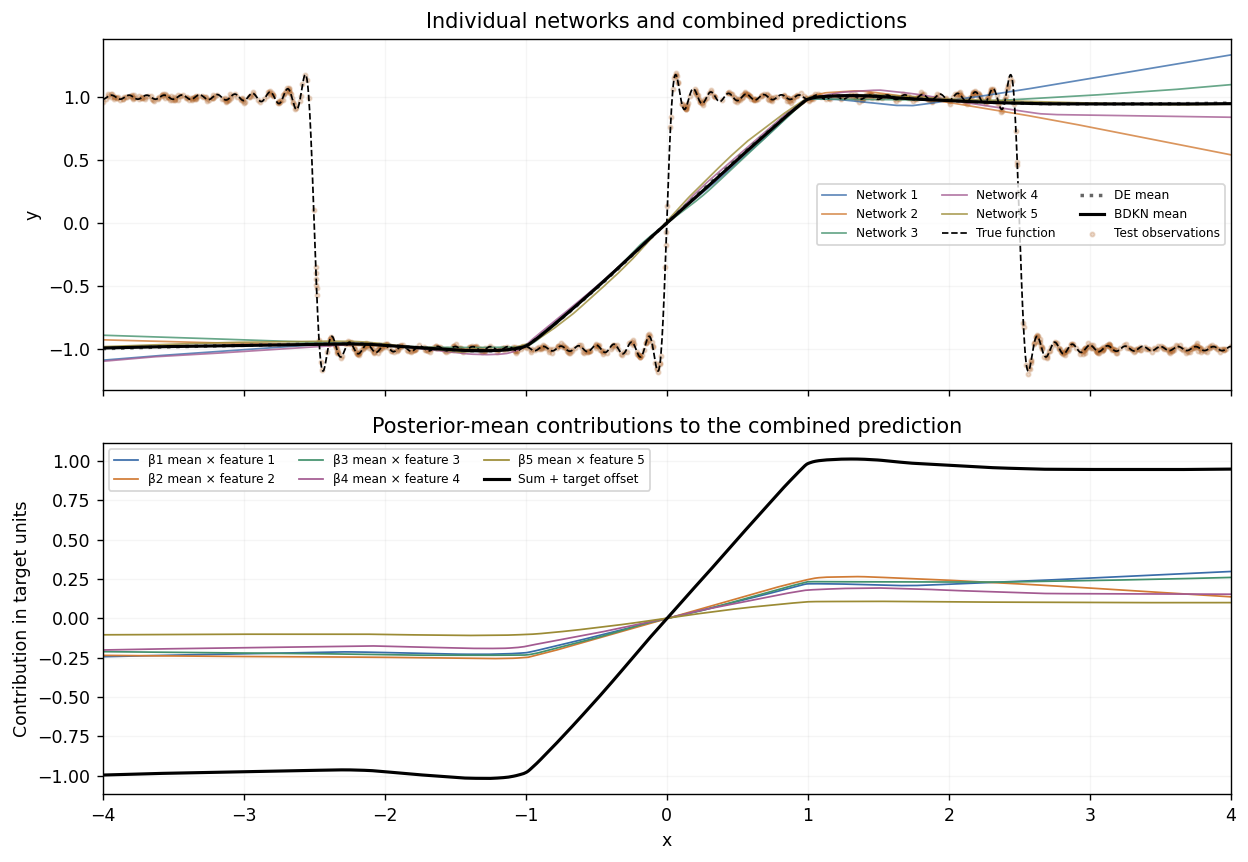 Individual networks and combined predictions
1.0
0.5
0.0
−0.5
−1.0
y
Network 1
Network 2
Network 3
Network 4
Network 5
True function
DE mean
BDKN mean
Test observations
Posterior-mean contributions to the combined prediction
β1 mean × feature 1
β2 mean × feature 2
β3 mean × feature 3
β4 mean × feature 4
β5 mean × feature 5
Sum + target offset
1.00
0.75
0.50
0.25
0.00
−0.25
−0.50
−0.75
−1.00
Contribution in target units
−4 −3 −2 −1 0 1 2 3 4
x